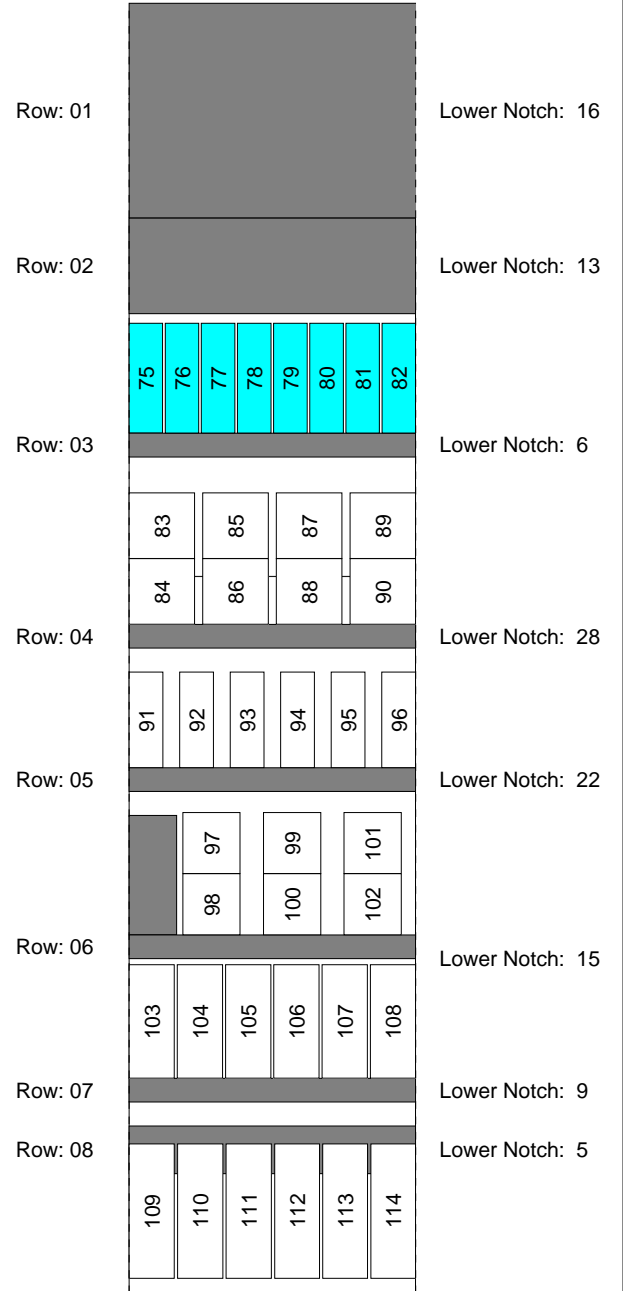 Row: 01 Lower Notch: 16
Row: 02 Lower Notch: 13
75 76 77 78 79 80 81 82
Row: 03 Lower Notch: 6
83 85 87 89
84 86 88 90
Row: 04 Lower Notch: 28
91 92 93 94 95 96
Row: 05 Lower Notch: 22
97 99 101
98 100 102
Row: 06 Lower Notch: 15
103 104 105 106 107 108
Row: 07 Lower Notch: 9
Row: 08 Lower Notch: 5
109 110 111 112 113 114